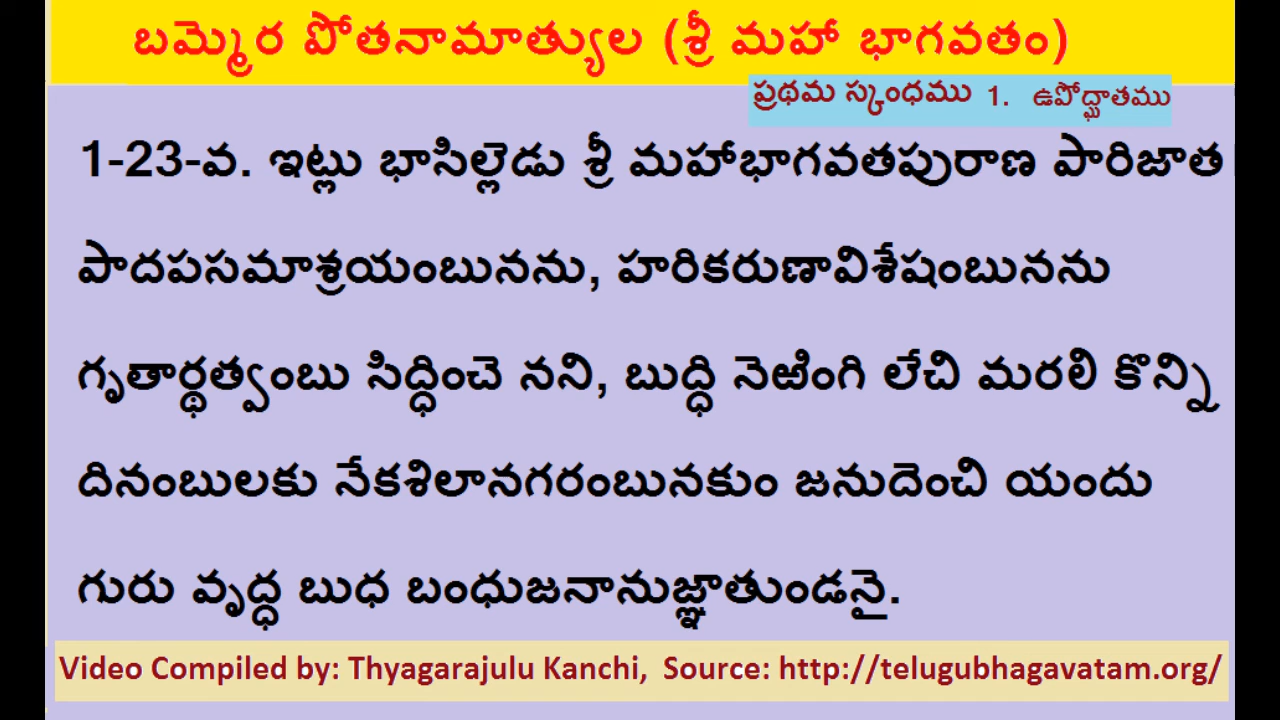 బమ్మెర పోతనామాత్యుల (శ్రీ మహా భాగవతం)
ప్రథమ స్కంధము 1. ఉపోద్ఘాతము
1-23-వ. ఇట్లు భాసిల్లెడు శ్రీ మహాభాగవతపురాణ పారిజాత
పాదపసమాశ్రయంబునను, హరికరుణావిశేషంబునను
గృతార్థత్వంబు సిద్ధించె నని, బుద్ధి నెఱింగి లేచి మరలి కొన్ని
దినంబులకు నేకశిలానగరంబునకుం జనుదెంచి యందు
గురు వృద్ధ బుధ బంధుజనానుజ్ఞాతుండనై.
Video Compiled by: Thyagarajulu Kanchi, Source: http://telugubhagavatam.org/